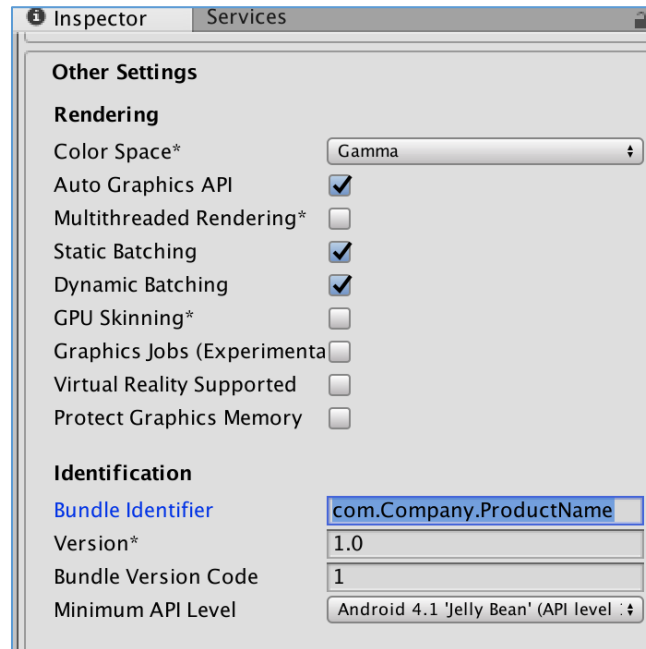 Inspector Services
Other Settings
Rendering
Color Space* Gamma
Auto Graphics API
Multithreaded Rendering*
Static Batching
Dynamic Batching
GPU Skinning*
Graphics Jobs (Experimenta
Virtual Reality Supported
Protect Graphics Memory
Identification
Bundle Identifier com.Company.ProductName
Version* 1.0
Bundle Version Code 1
Minimum API Level Android 4.1 'Jelly Bean' (API level